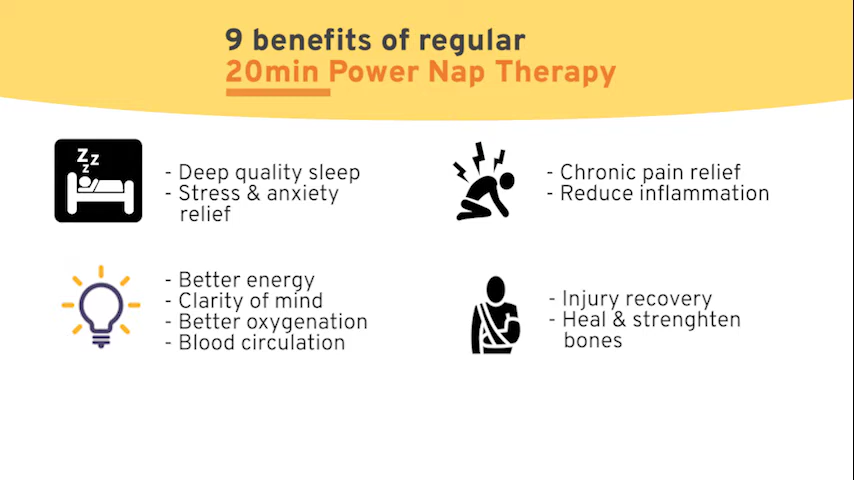 9 benefits of regular
20min Power Nap Therapy
ZZZ
- Deep quality sleep
- Stress & anxiety
relief
- Chronic pain relief
- Reduce inflammation
- Better energy
- Clarity of mind
- Better oxygenation
- Blood circulation
- Injury recovery
- Heal & strenghten
bones